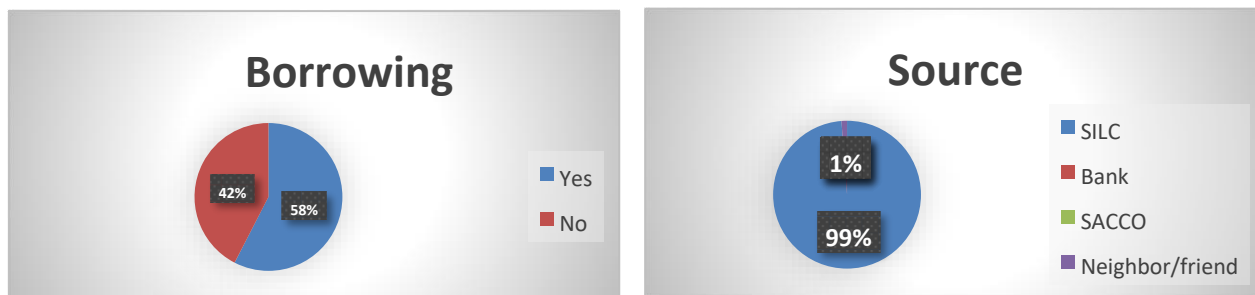 Borrowing
42%
58%
Yes
No
Source
1%
99%
SILC
Bank
SACCO
Neighbor/friend